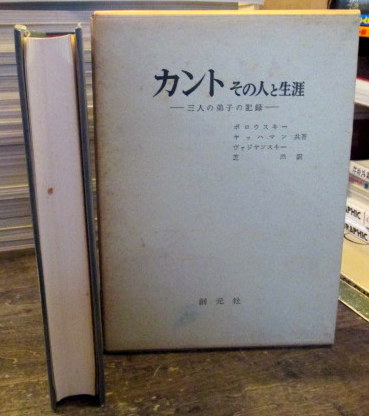 カント その人と生涯
―三人の弟子の記録―
ボロウスキー
ヤッハマン 共著
ヴァジヤンスキー
芝 烝 訳
創元社
GRAPHIC